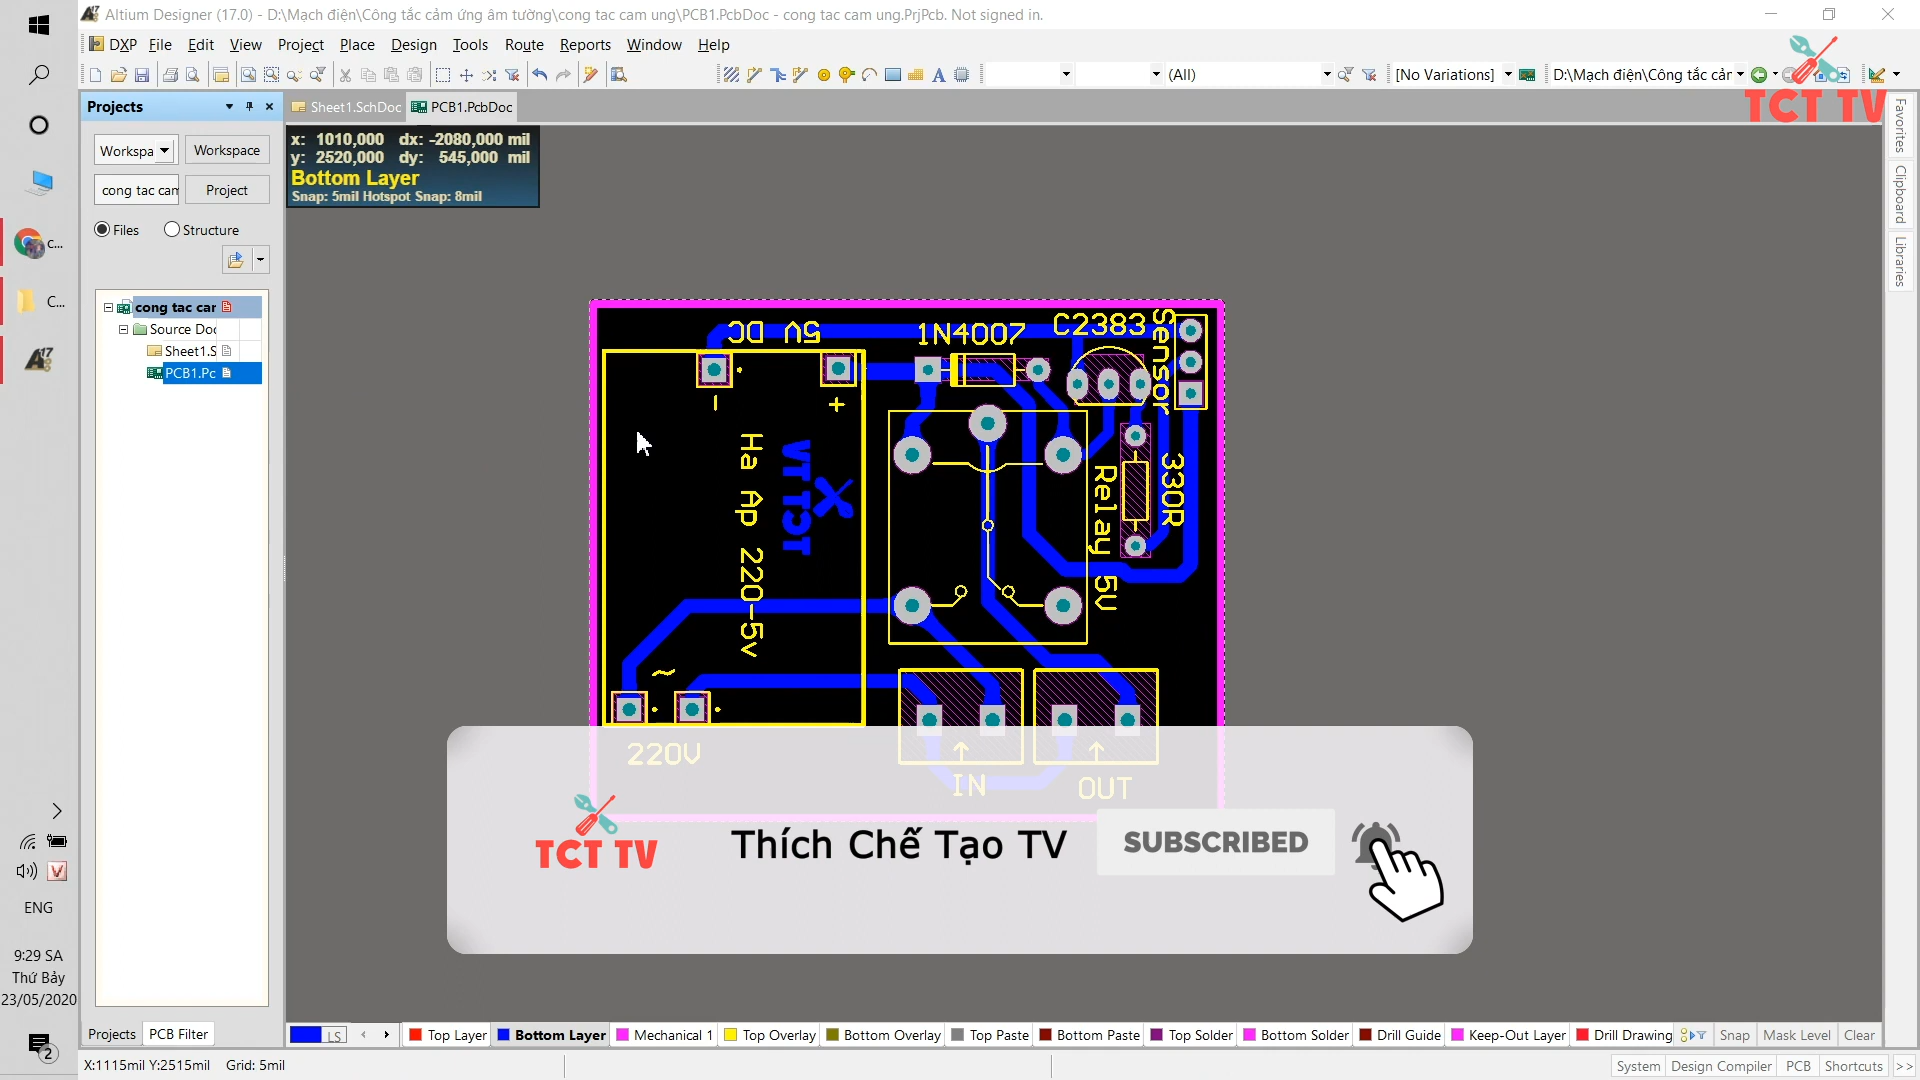 Altium Designer (17.0) - D:\Mạch điện\Công tắc cảm ứng âm tường\cong tac cam ung\PCB1.PcbDoc - cong tac cam ung.PrjPcb. Not signed in.
DXP File Edit View Project Place Design Tools Route Reports Window Help
(All) [No Variations] D:\Mạch điện\Công tắc cảr
TCT TV
Projects Sheet1.SchDoc PCB1.PcbDoc
Favorites
Clipboard
Libraries
x: 1010,000 dx: -2080,000 mil
y: 2520,000 dy: 545,000 mil
Bottom Layer
Snap: 5mil Hotspot Snap: 8mil
Workspa Workspace
cong tac can Project
Files Structure
cong tac car
Source Doc
Sheet1.S
PCB1.Pc
C...
C...
5V DC
1N4007
C2383
Sensor
- +
Ha Ap 220-5v
TCT TV
Relay 5V
330R
~
220V
IN OUT
TCT TV
Thích Chế Tạo TV
SUBSCRIBED
ENG
9:29 SA
Thứ Bảy
23/05/2020
2
Projects PCB Filter
LS Top Layer Bottom Layer Mechanical 1 Top Overlay Bottom Overlay Top Paste Bottom Paste Top Solder Bottom Solder Drill Guide Keep-Out Layer Drill Drawing Snap Mask Level Clear
X:1115mil Y:2515mil Grid: 5mil
System Design Compiler PCB Shortcuts >>